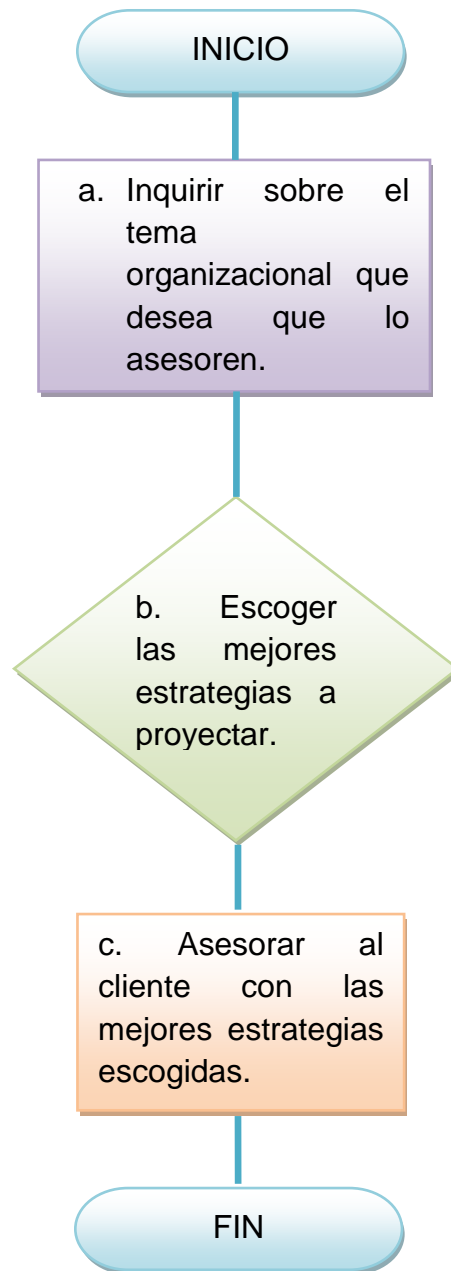 INICIO
a. Inquirir sobre el
tema
organizacional que
desea que lo
asesoren.
b. Escoger
las mejores
estrategias a
proyectar.
c. Asesorar al
cliente con las
mejores estrategias
escogidas.
FIN